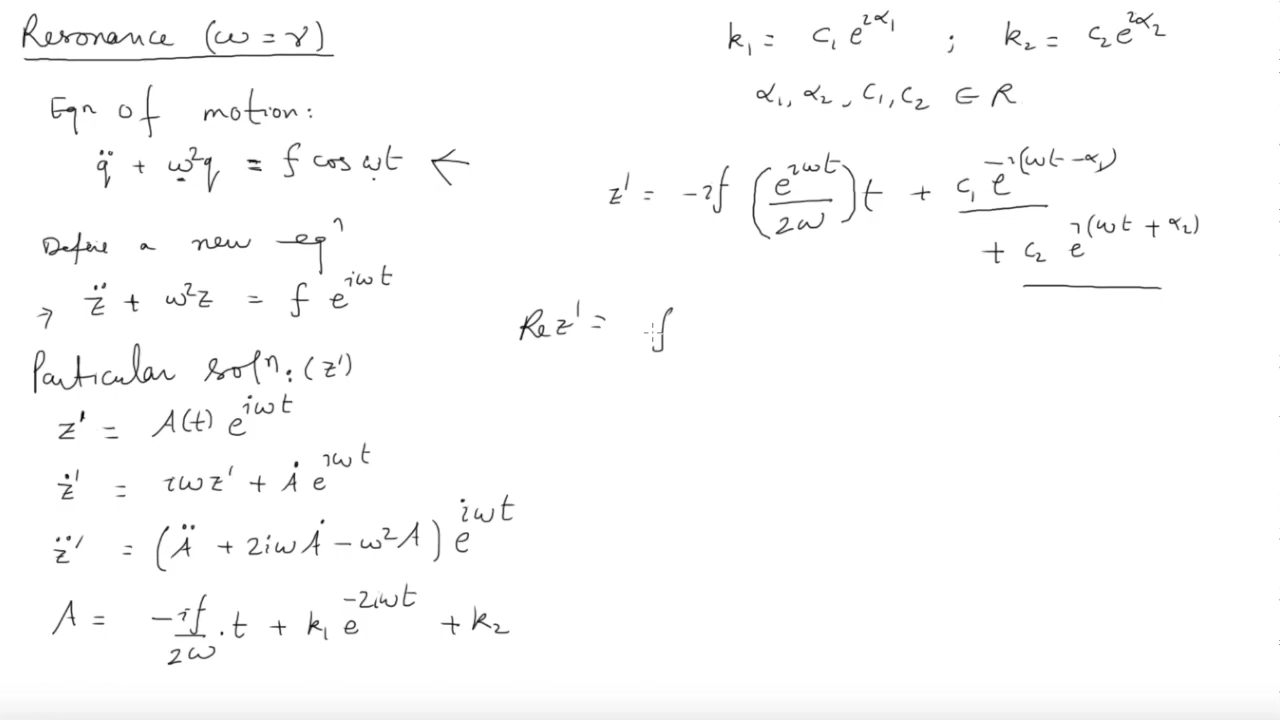 Resonance (ω = γ)
Eqn of motion:
q̈ + ω²q = f cos ωt ←
Define a new eqⁿ
→ z̈ + ω²z = f e^{iωt}
Particular solⁿ: (z')
z' = A(t) e^{iωt}
ż' = iωz' + Ȧ e^{iωt}
z̈' = (Ä + 2iωȦ − ω²A) e^{iωt}
A = −if/2ω . t + k₁ e^{−2iωt} + k₂
k₁ = c₁ e^{iα₁} ; k₂ = c₂ e^{iα₂}
α₁, α₂, c₁, c₂ ∈ R
z' = −if (e^{iωt}/2ω) t + c₁ e^{−i(ωt − α₁)}
+ c₂ e^{i(ωt + α₂)}
Re z' = f